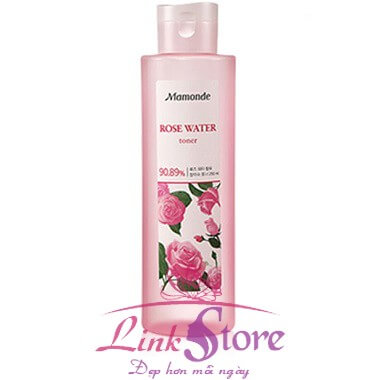 Mamonde
ROSE WATER
toner
90.89%
Link Store
Đẹp hơn mỗi ngày